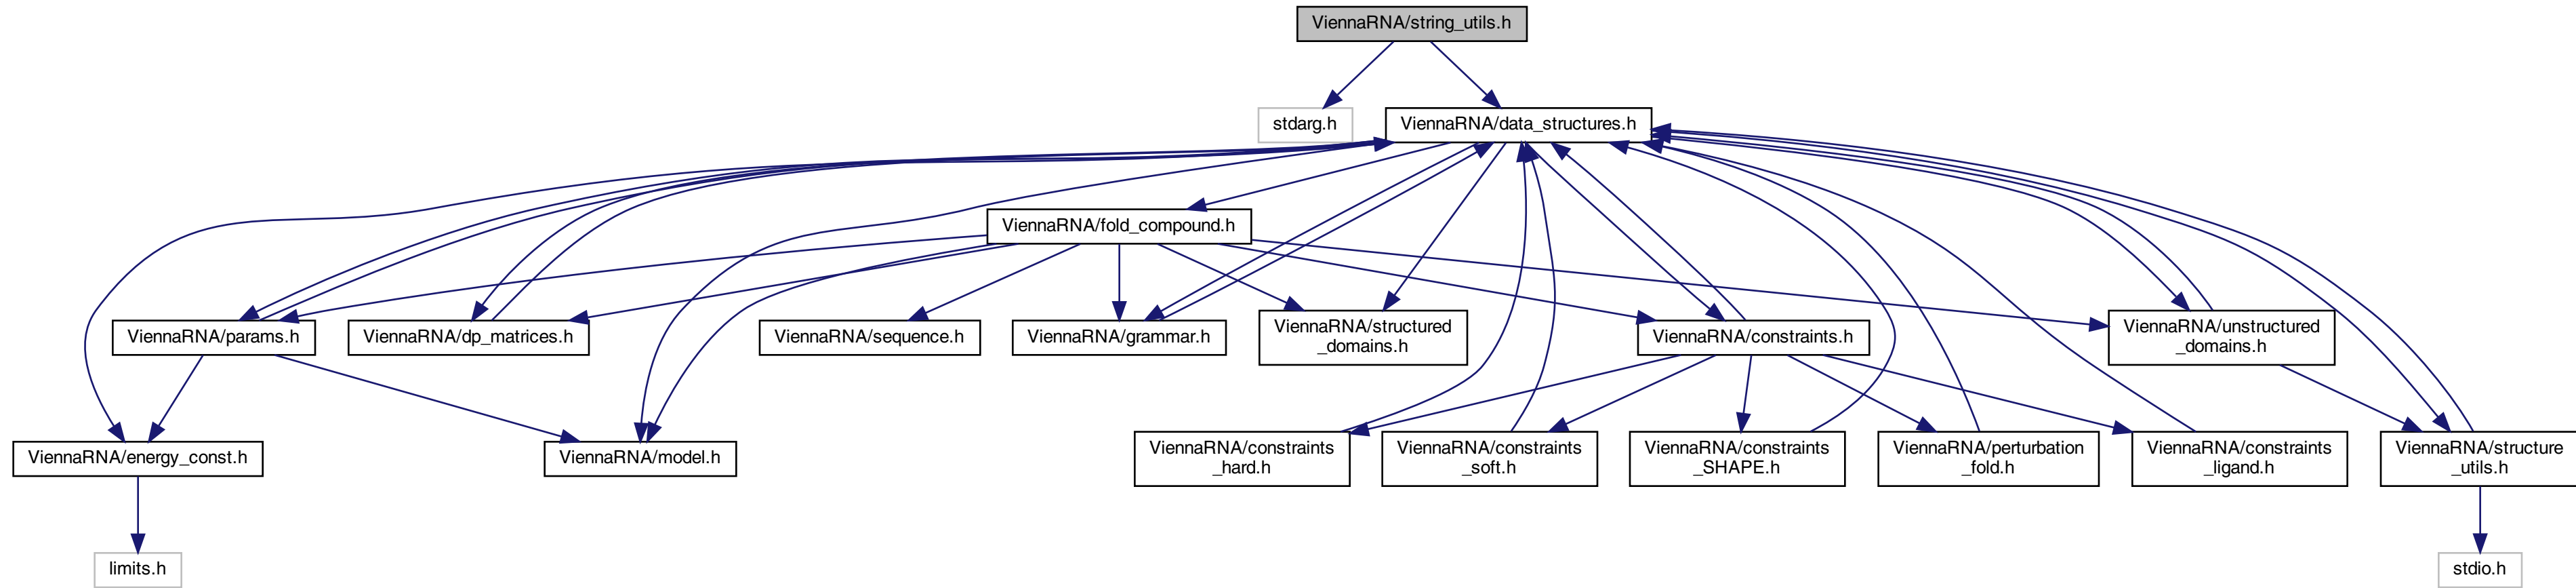 ViennaRNA/string_utils.h
stdarg.h
ViennaRNA/data_structures.h
ViennaRNA/fold_compound.h
ViennaRNA/params.h
ViennaRNA/dp_matrices.h
ViennaRNA/sequence.h
ViennaRNA/grammar.h
ViennaRNA/structured
_domains.h
ViennaRNA/constraints.h
ViennaRNA/unstructured
_domains.h
ViennaRNA/energy_const.h
ViennaRNA/model.h
ViennaRNA/constraints
_hard.h
ViennaRNA/constraints
_soft.h
ViennaRNA/constraints
_SHAPE.h
ViennaRNA/perturbation
_fold.h
ViennaRNA/constraints
_ligand.h
ViennaRNA/structure
_utils.h
limits.h
stdio.h